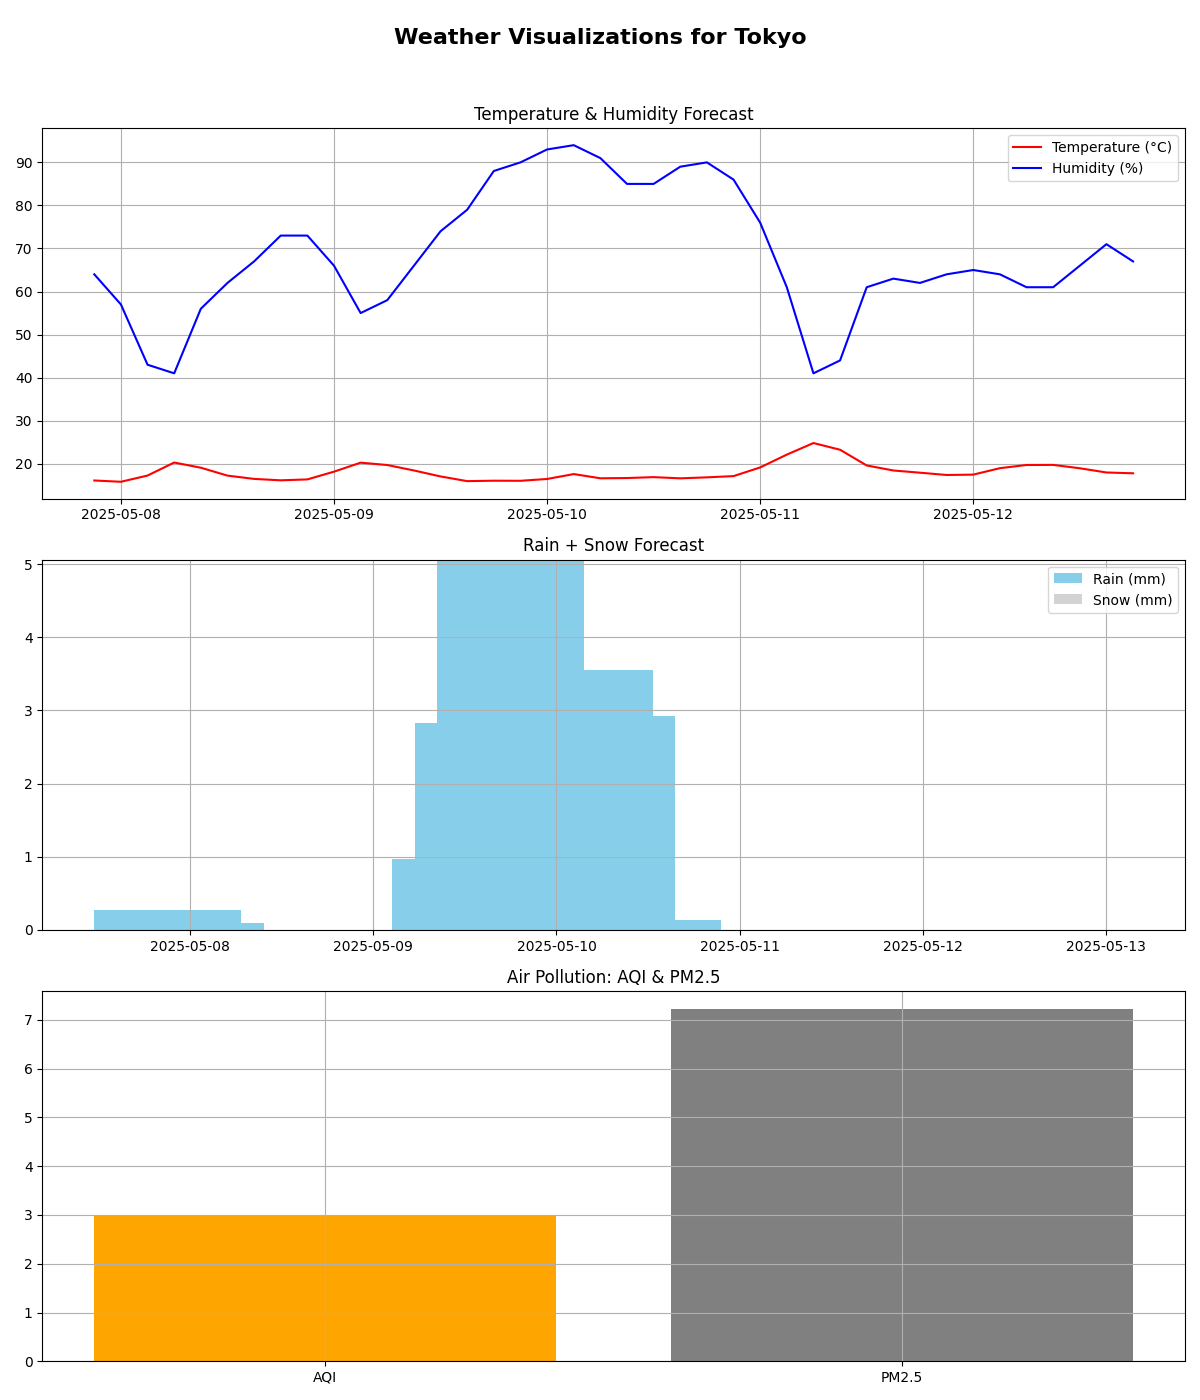 Weather Visualizations for Tokyo
Temperature & Humidity Forecast
Temperature (°C)
Humidity (%)
90
80
70
60
50
40
30
20
2025-05-08 2025-05-09 2025-05-10 2025-05-11 2025-05-12
Rain + Snow Forecast
Rain (mm)
Snow (mm)
5
4
3
2
1
0
2025-05-08 2025-05-09 2025-05-10 2025-05-11 2025-05-12 2025-05-13
Air Pollution: AQI & PM2.5
7
6
5
4
3
2
1
0
AQI PM2.5